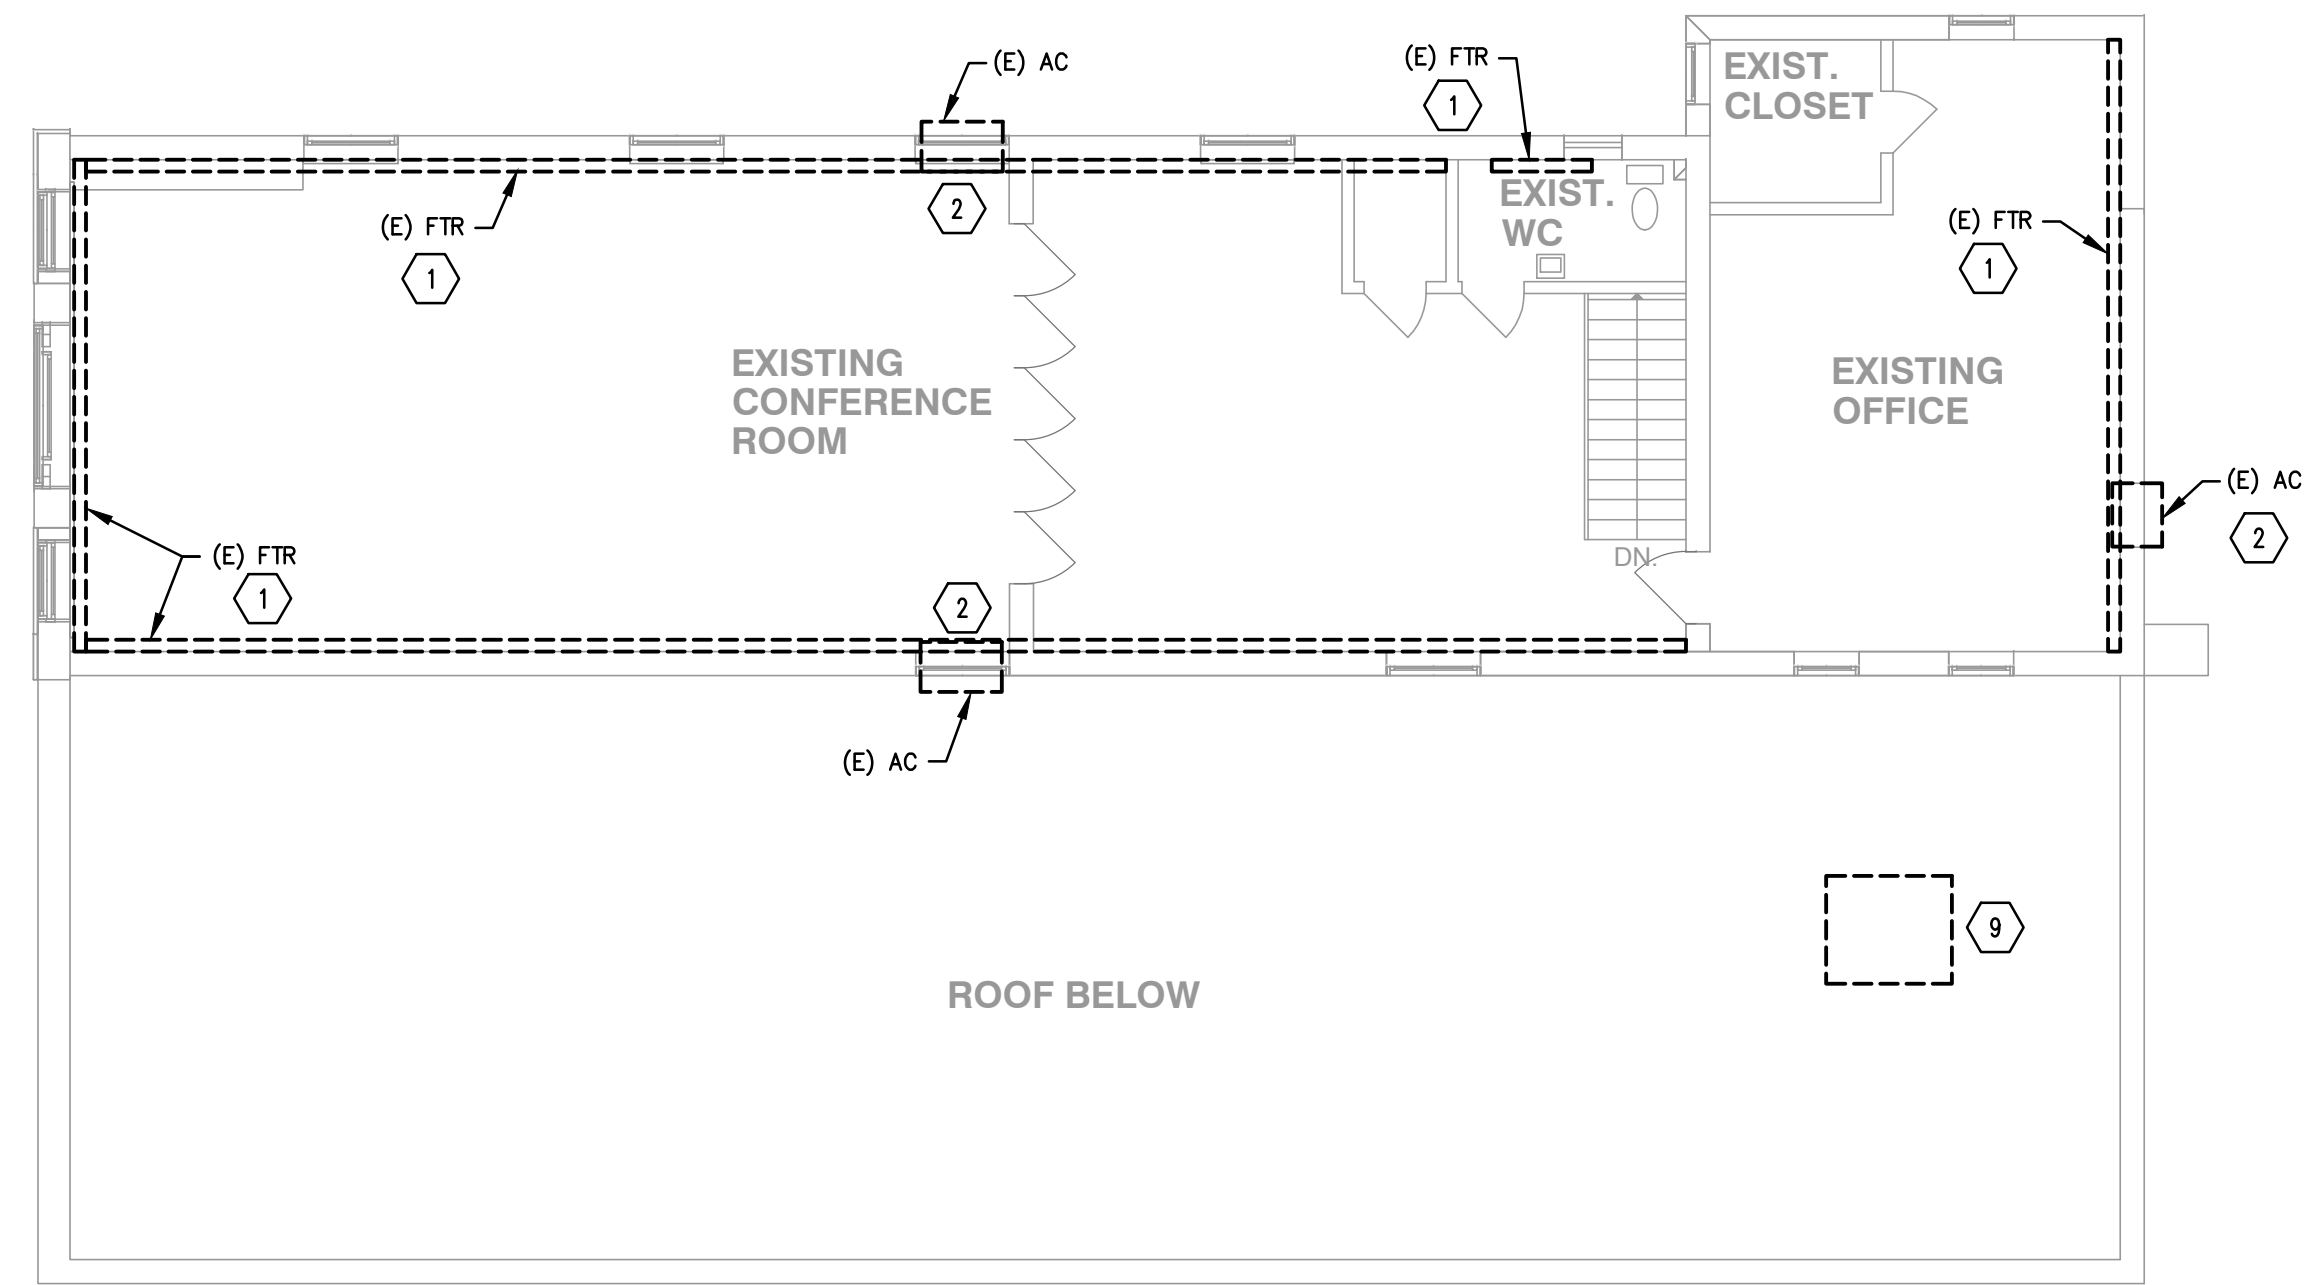 (E) AC
(E) FTR
1
EXIST.
CLOSET
2
EXIST.
WC
(E) FTR
1
(E) FTR
1
EXISTING
CONFERENCE
ROOM
EXISTING
OFFICE
(E) AC
2
(E) FTR
1
DN.
2
(E) AC
9
ROOF BELOW